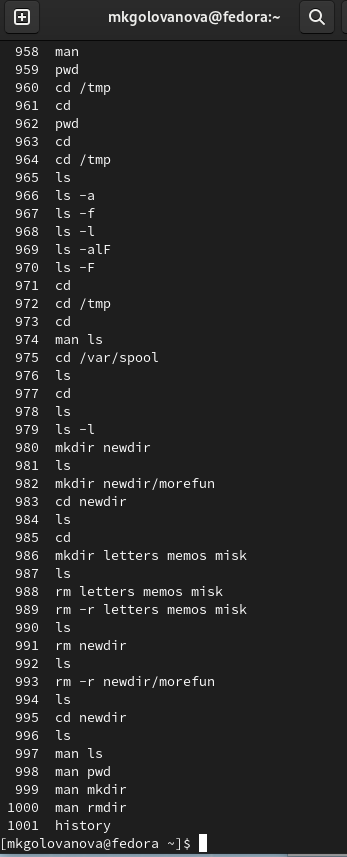 mkgolovanova@fedora:~
958 man
959 pwd
960 cd /tmp
961 cd
962 pwd
963 cd
964 cd /tmp
965 ls
966 ls -a
967 ls -f
968 ls -l
969 ls -alF
970 ls -F
971 cd
972 cd /tmp
973 cd
974 man ls
975 cd /var/spool
976 ls
977 cd
978 ls
979 ls -l
980 mkdir newdir
981 ls
982 mkdir newdir/morefun
983 cd newdir
984 ls
985 cd
986 mkdir letters memos misk
987 ls
988 rm letters memos misk
989 rm -r letters memos misk
990 ls
991 rm newdir
992 ls
993 rm -r newdir/morefun
994 ls
995 cd newdir
996 ls
997 man ls
998 man pwd
999 man mkdir
1000 man rmdir
1001 history
[mkgolovanova@fedora ~]$